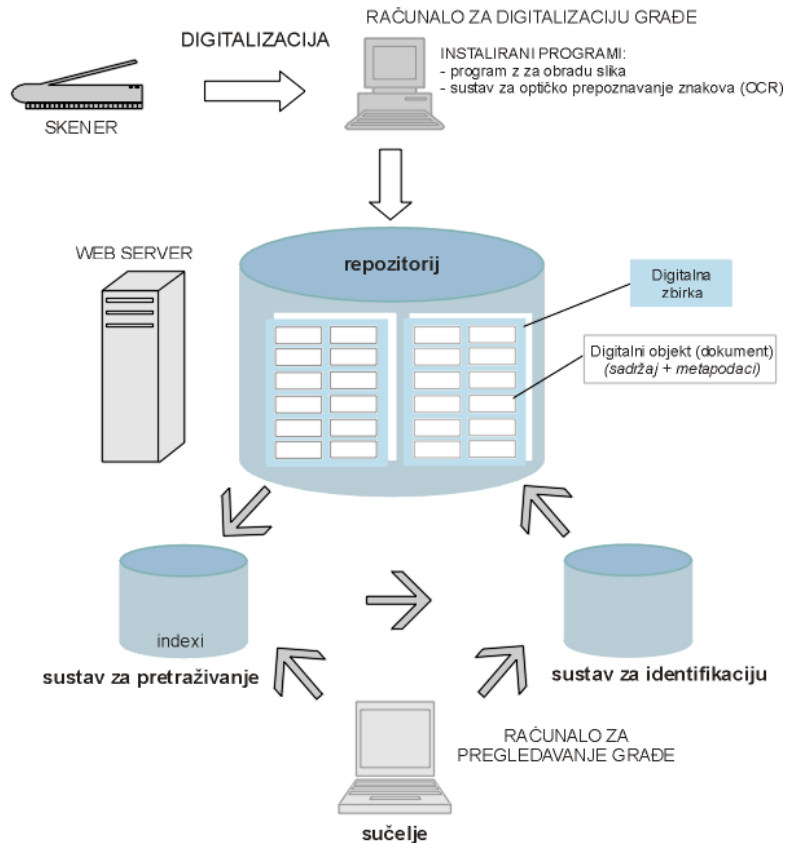 RAČUNALO ZA DIGITALIZACIJU GRAĐE
DIGITALIZACIJA
INSTALIRANI PROGRAMI:
- program z za obradu slika
- sustav za optičko prepoznavanje znakova (OCR)
SKENER
WEB SERVER
repozitorij
Digitalna
zbirka
Digitalni objekt (dokument)
(sadržaj + metapodaci)
indexi
sustav za pretraživanje
sustav za identifikaciju
RAČUNALO ZA
PREGLEDAVANJE GRAĐE
sučelje